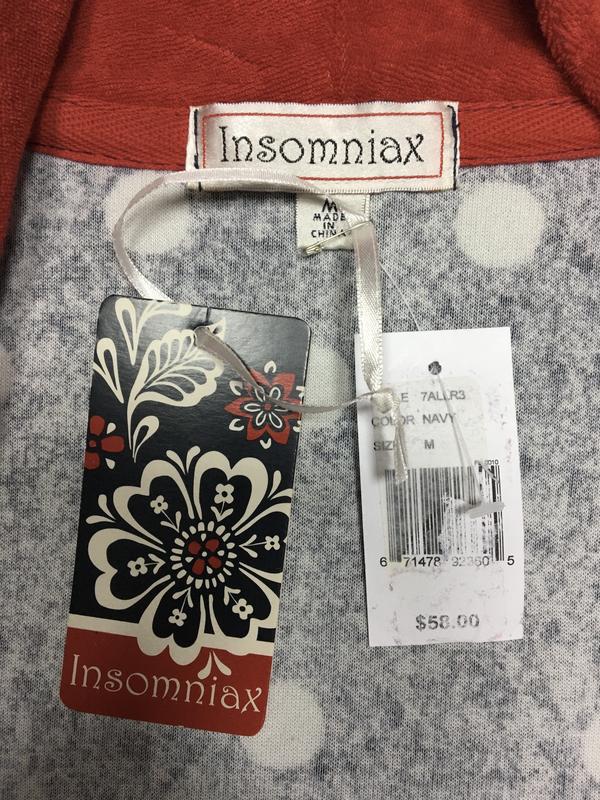 Insomniax
M
MADE
IN
CHINA
7ALLR3
COLOR NAVY
SIZE M
6 71478 92360 5
$58.00
Insomniax